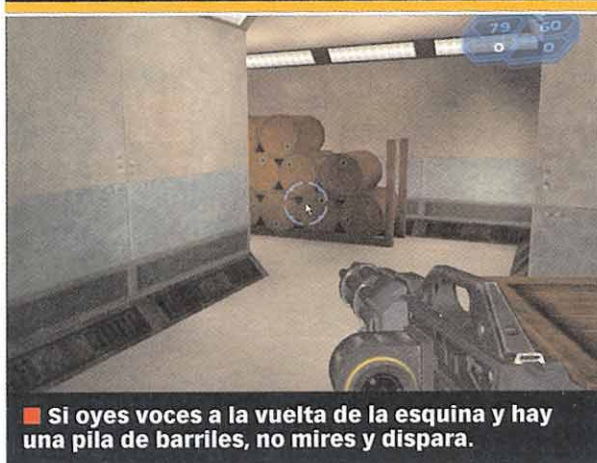 79 60
0 0
■ Si oyes voces a la vuelta de la esquina y hay
una pila de barriles, no mires y dispara.